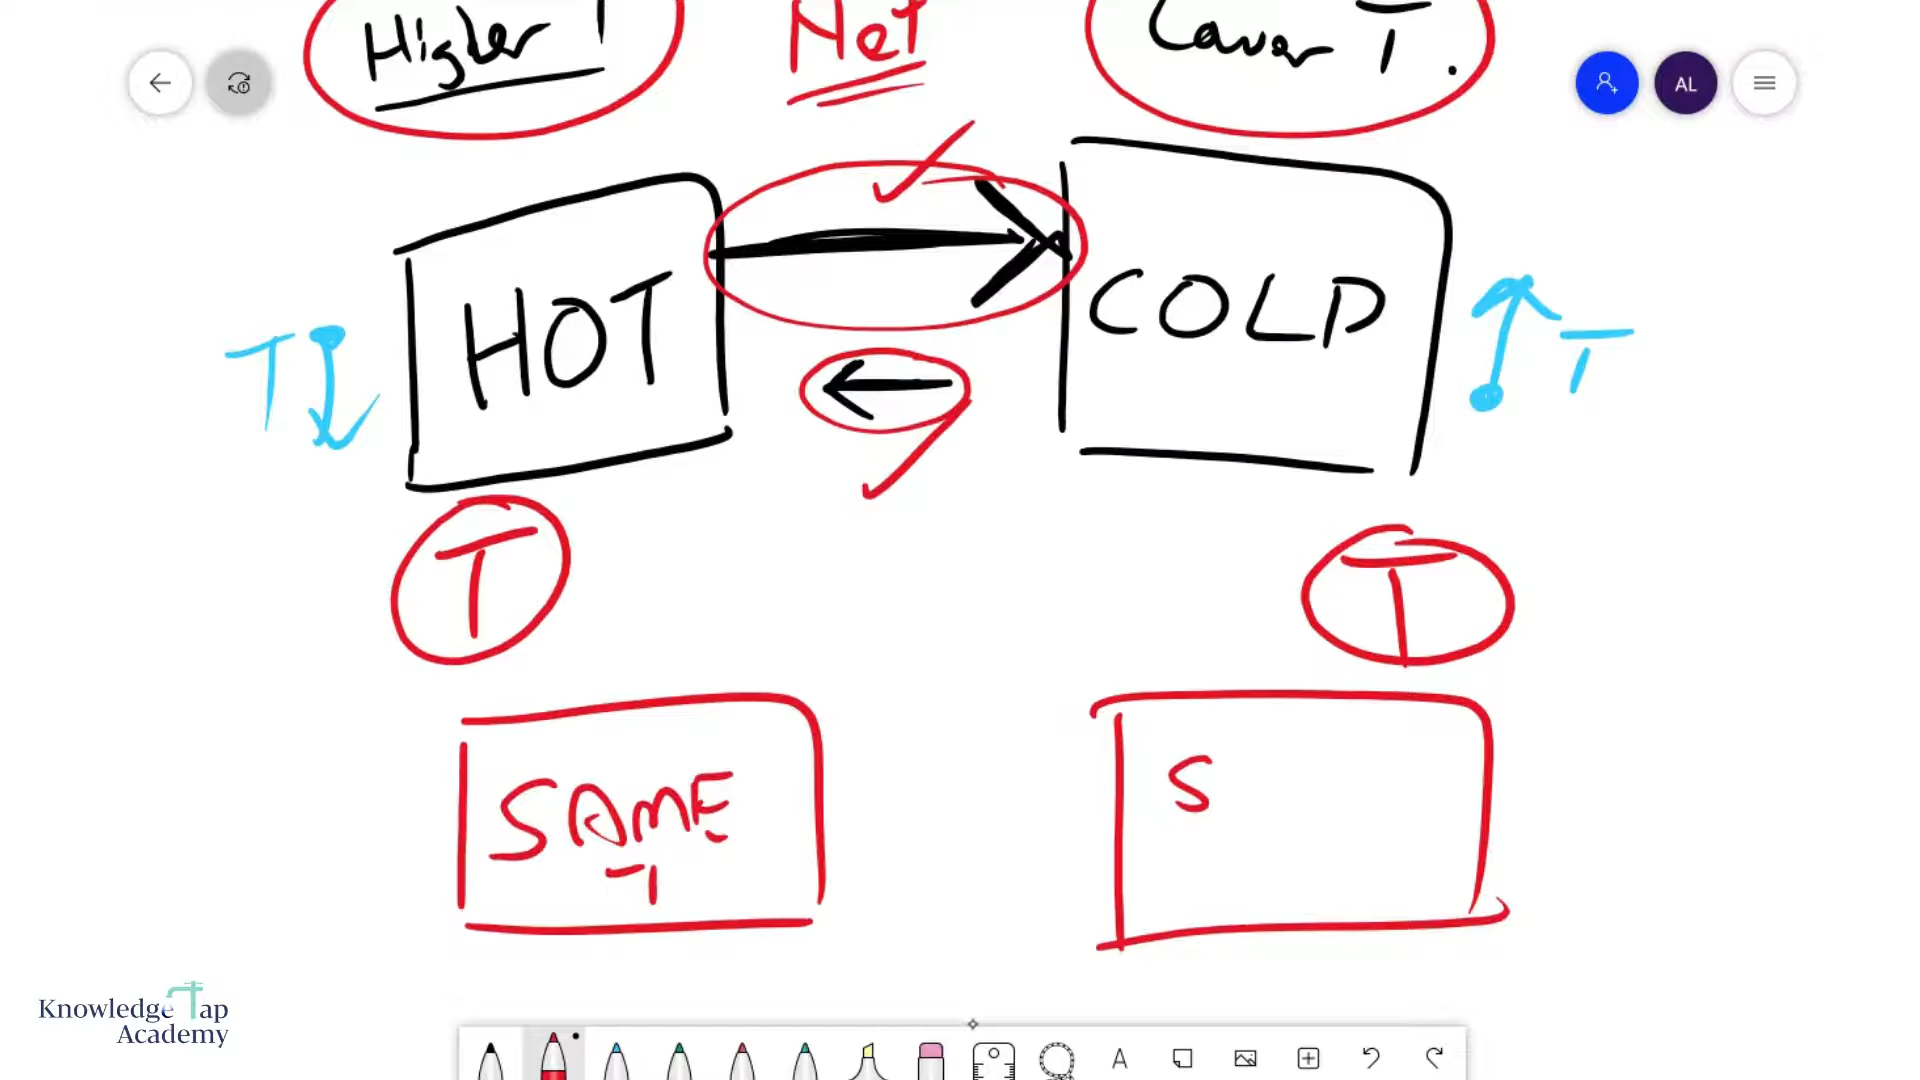 Higher T
Net
Lower T.
AL
HOT
COLD
T
T
T
T
SAME
T
S
Knowledge Tap
Academy
A